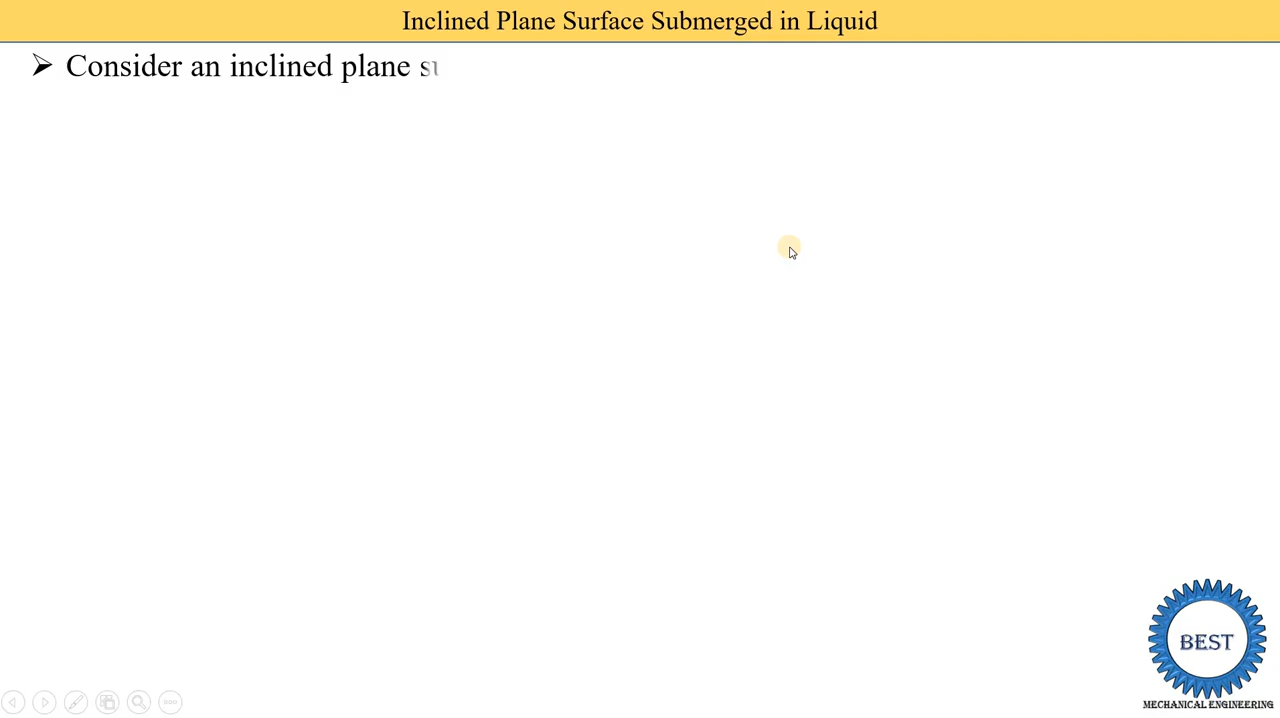 Inclined Plane Surface Submerged in Liquid
➢ Consider an inclined plane
BEST
MECHANICAL ENGINEERING